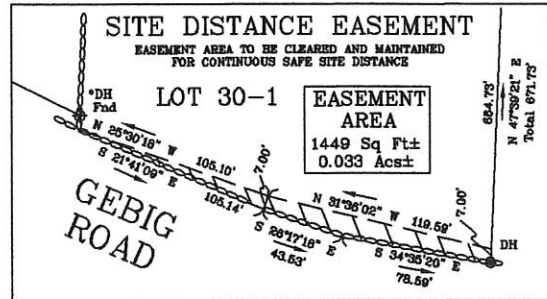 SITE DISTANCE EASEMENT
EASEMENT AREA TO BE CLEARED AND MAINTAINED
FOR CONTINUOUS SAFE SITE DISTANCE
*DH
Fnd
LOT 30-1
EASEMENT
AREA
1449 Sq Ft±
0.033 Acs±
664.73'
N 47°39'21" E
Total 671.73'
N 25°30'18" W
105.10'
7.00'
S 21°41'09" E
105.14'
N 31°36'02" W
119.59'
7.00'
DH
GEBIG
ROAD
S 26°17'18" E
43.53'
S 34°35'20" E
78.59'